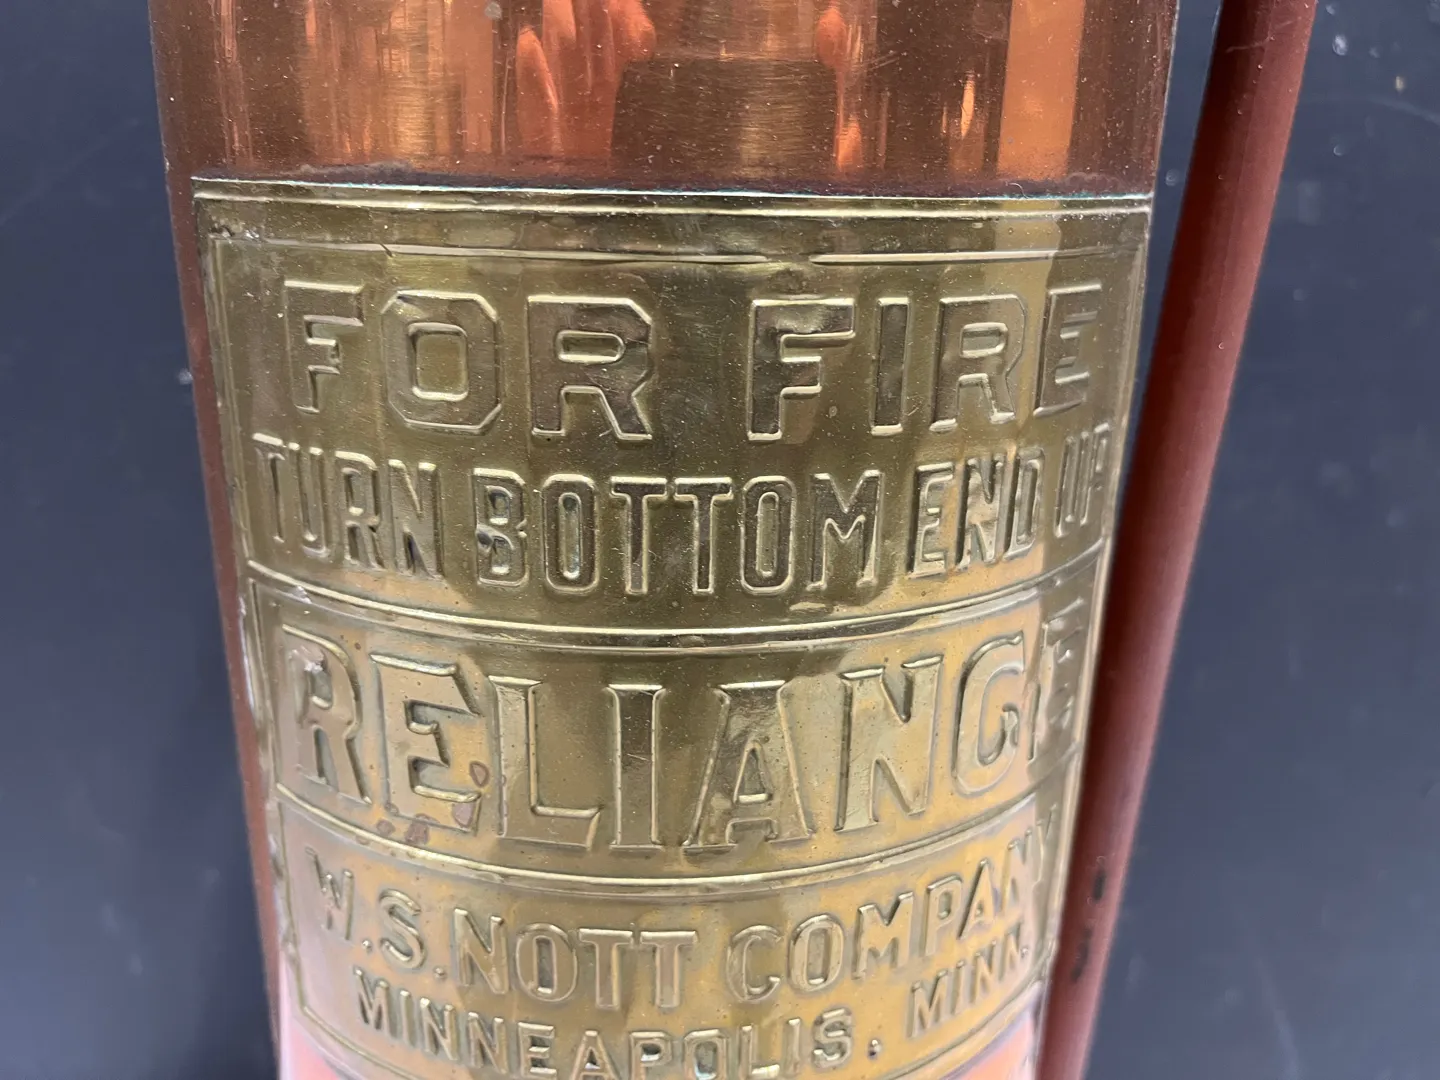 FOR FIRE
TURN BOTTOM END UP
RELIANCE
W.S. NOTT COMPANY
MINNEAPOLIS, MINN.